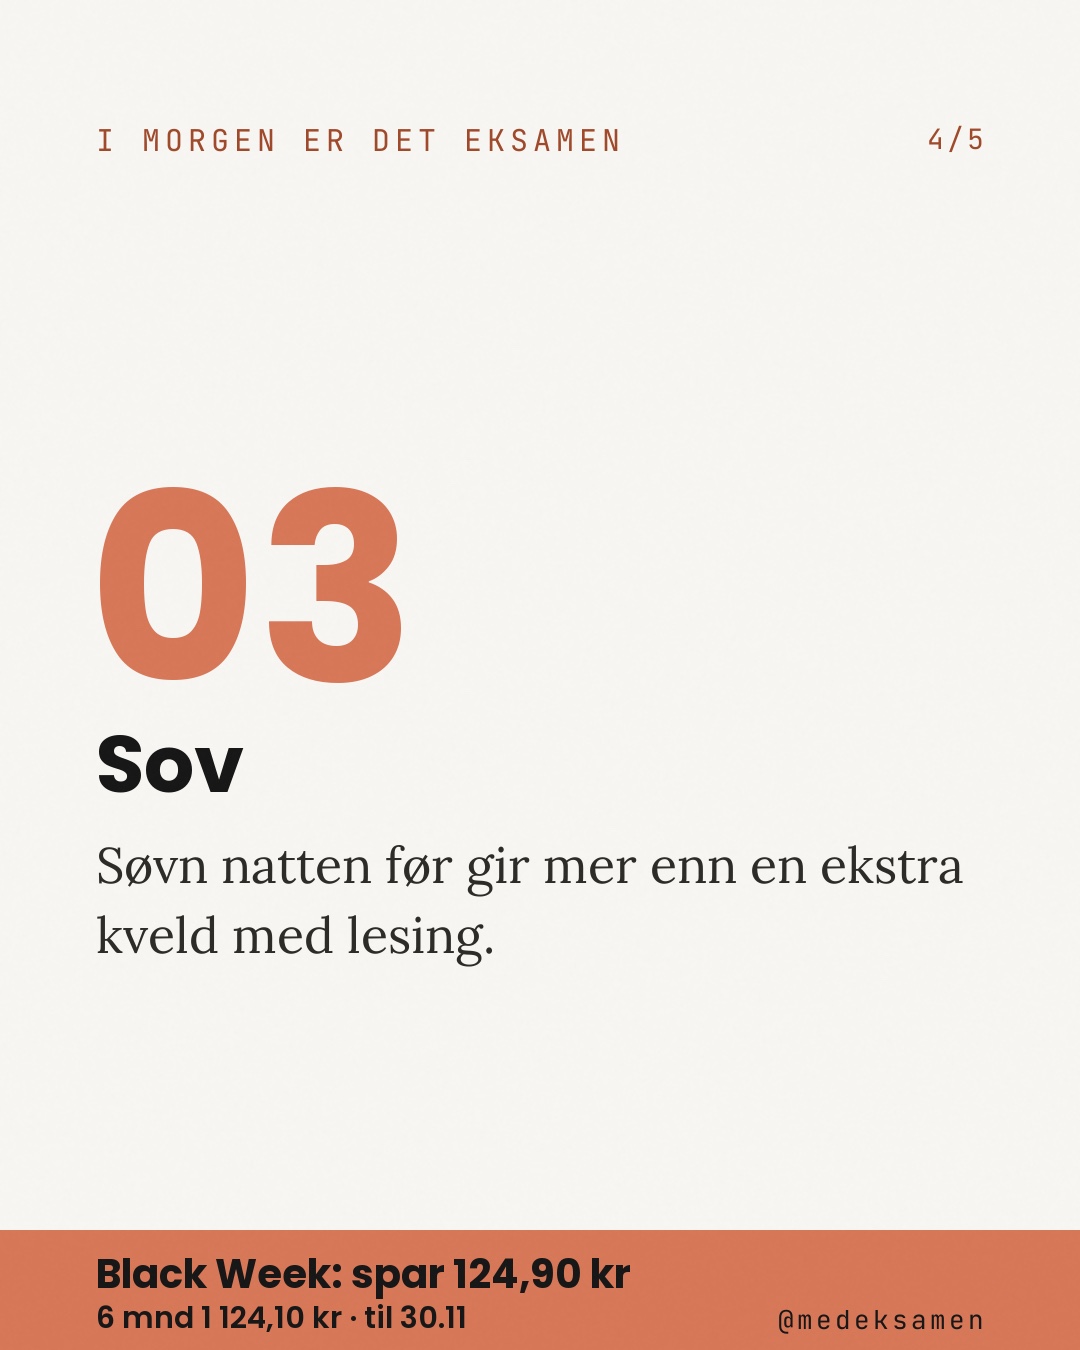 I MORGEN ER DET EKSAMEN
4/5
03
Sov
Søvn natten før gir mer enn en ekstra
kveld med lesing.
Black Week: spar 124,90 kr
6 mnd 1 124,10 kr · til 30.11
@medeksamen